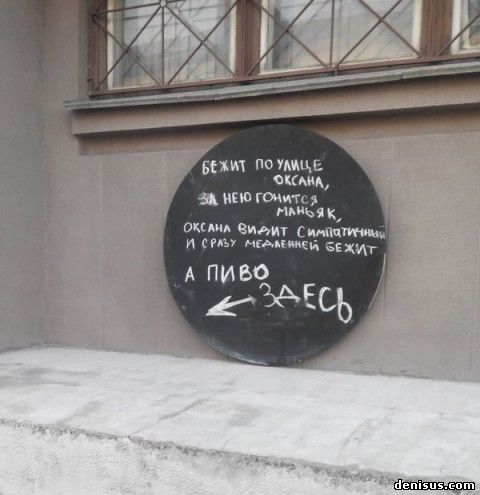 БЕЖИТ ПО УЛИЦЕ
ОКСАНА,
ЗА НЕЮ ГОНИТСЯ
МАНЬЯК,
ОКСАНА ВИДИТ СИМПАТИЧНЫЙ
И СРАЗУ МЕДЛЕННЕЙ БЕЖИТ
А ПИВО
ЗДЕСЬ
denisus.com